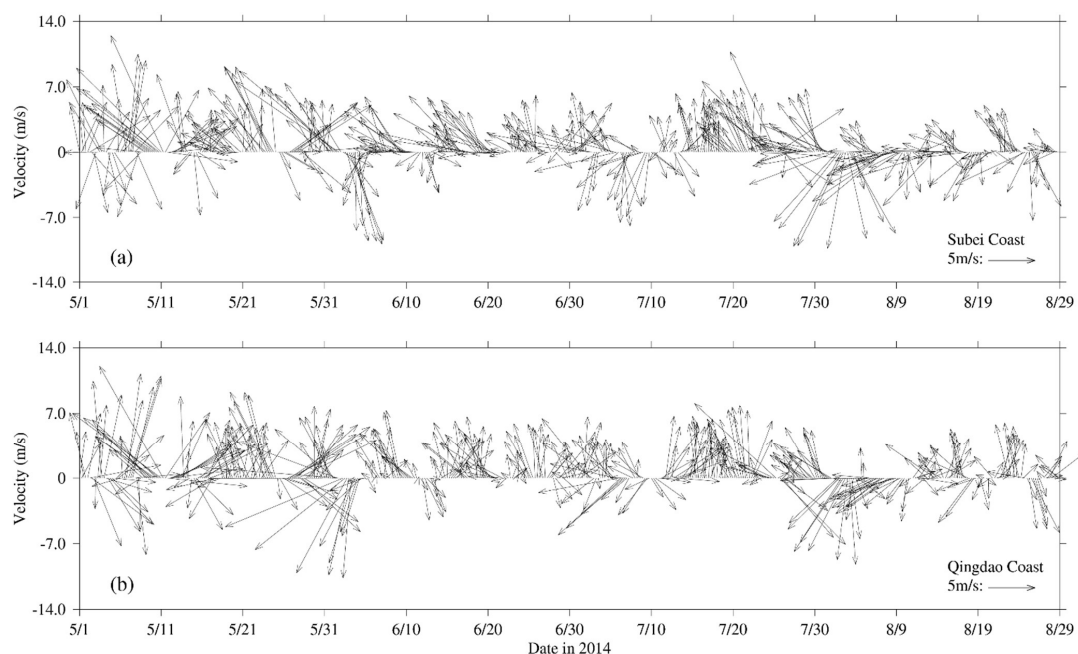 14.0
7.0
0
-7.0
-14.0
Velocity (m/s)
(a)
Subei Coast
5m/s:
5/1 5/11 5/21 5/31 6/10 6/20 6/30 7/10 7/20 7/30 8/9 8/19 8/29
14.0
7.0
0
-7.0
-14.0
Velocity (m/s)
(b)
Qingdao Coast
5m/s:
5/1 5/11 5/21 5/31 6/10 6/20 6/30 7/10 7/20 7/30 8/9 8/19 8/29
Date in 2014